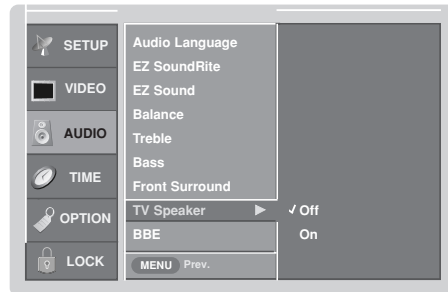 SETUP
VIDEO
AUDIO
TIME
OPTION
LOCK
Audio Language
EZ SoundRite
EZ Sound
Balance
Treble
Bass
Front Surround
TV Speaker
BBE
MENU Prev.
Off
On